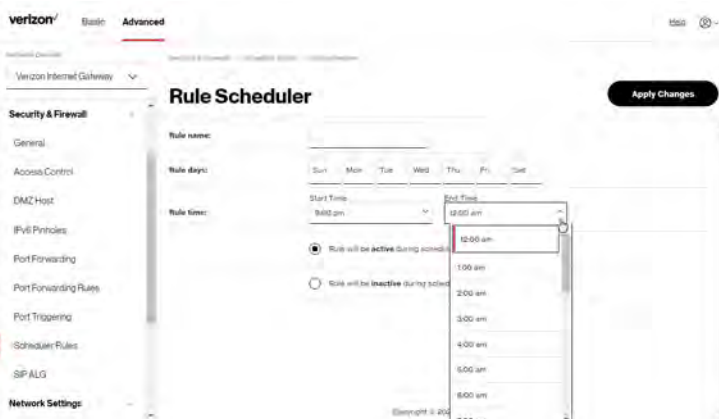 verizon✓ Basic Advanced Help
Verizon Internet Gateway
Rule Scheduler
Apply Changes
Security & Firewall
General
Access Control
DMZ Host
IPv6 Pinholes
Port Forwarding
Port Forwarding Rules
Port Triggering
Scheduler Rules
SIP ALG
Network Settings
Rule name:
Rule days:
Sun Mon Tue Wed Thu Fri Sat
Rule time:
Start Time End Time
9:00 pm 12:00 am
Rule will be active during
Rule will be inactive during
12:00 am
1:00 am
2:00 am
3:00 am
4:00 am
5:00 am
6:00 am
Copyright ©